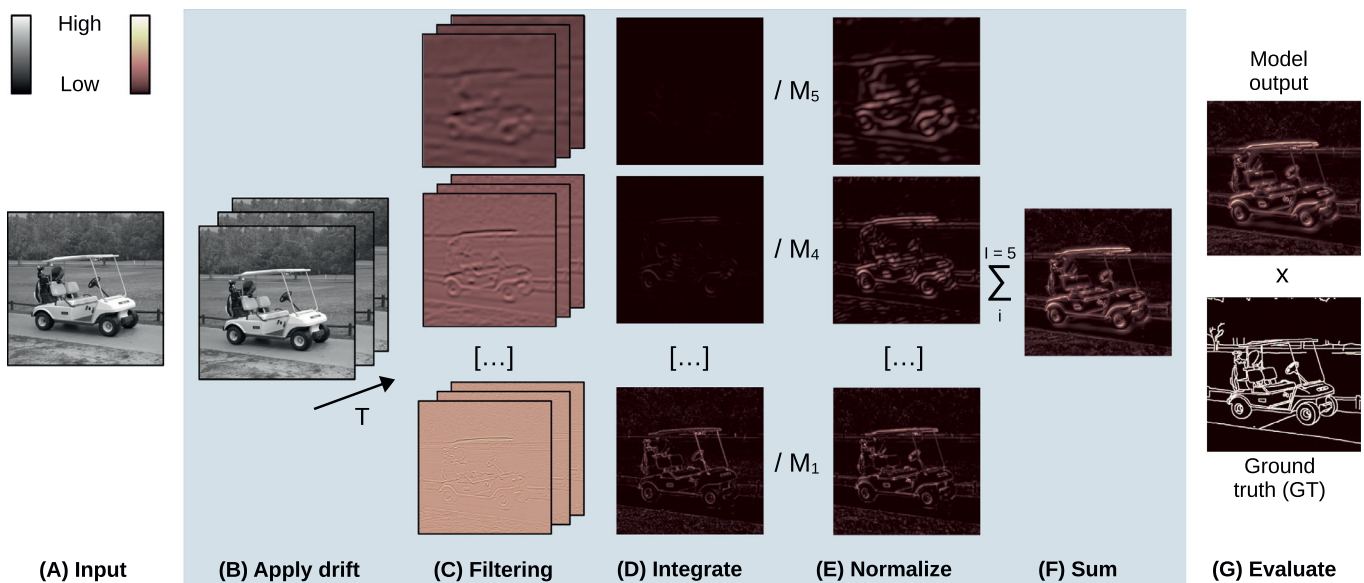 High
Low
Model
output
/ M₅
/ M₄
I = 5
∑
i
x
T
[...]
[...]
[...]
/ M₁
Ground
truth (GT)
(A) Input
(B) Apply drift
(C) Filtering
(D) Integrate
(E) Normalize
(F) Sum
(G) Evaluate